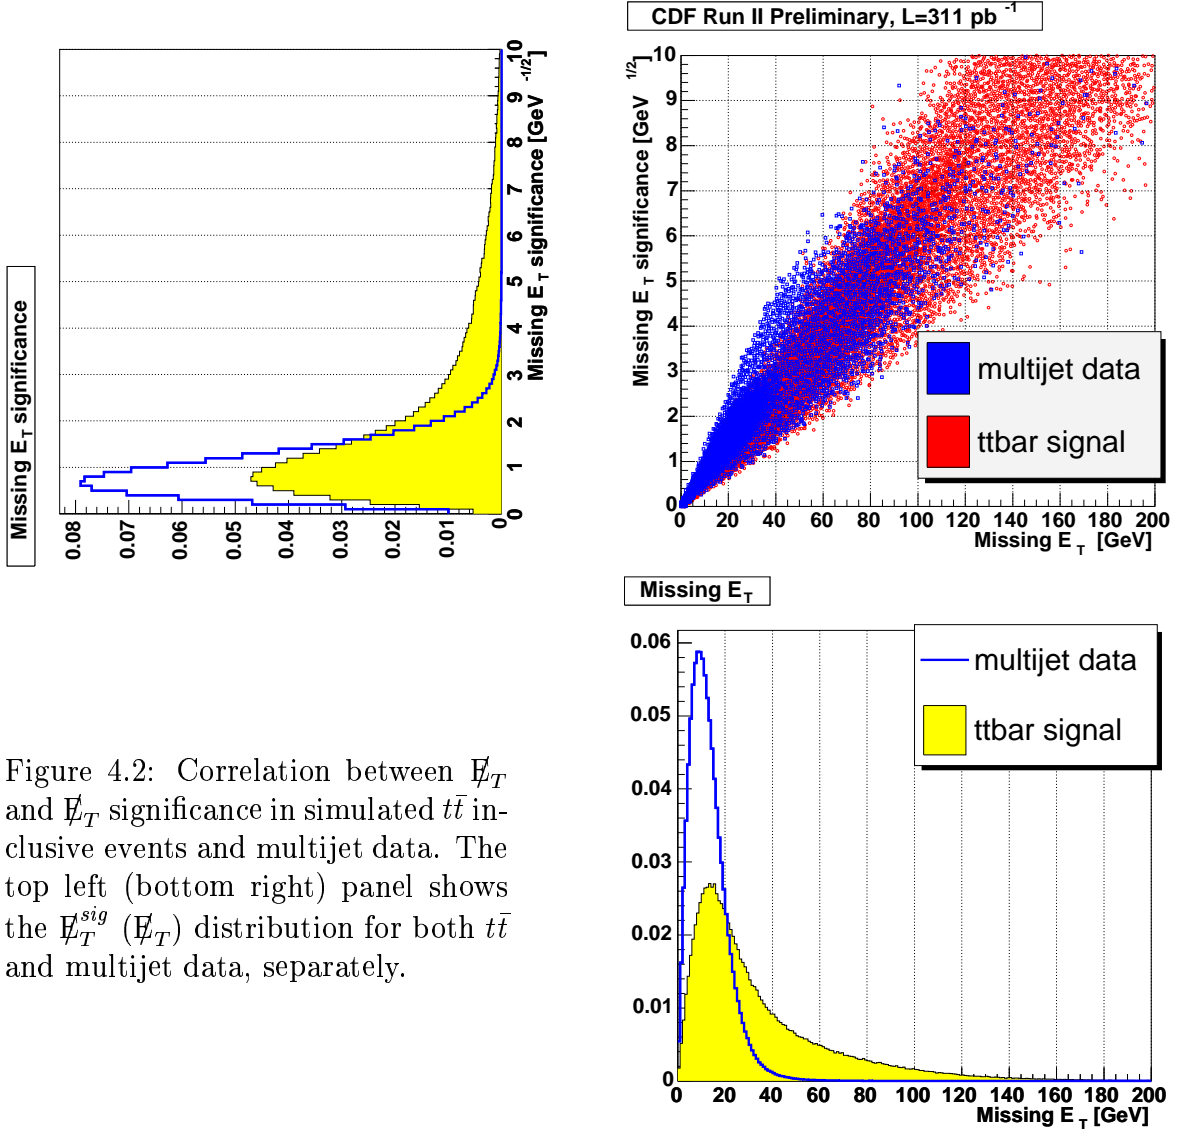 Missing E T significance
0.08
0.07
0.06
0.05
0.04
0.03
0.02
0.01
0
0
1
2
3
4
5
6
7
8
9
10
Missing E T significance [GeV -1/2]
CDF Run II Preliminary, L=311 pb -1
Missing E T significance [GeV 1/2]
10
9
8
7
6
5
4
3
2
1
0
0 20 40 60 80 100 120 140 160 180 200
Missing E T [GeV]
multijet data
ttbar signal
Missing E T
0.06
0.05
0.04
0.03
0.02
0.01
0
0 20 40 60 80 100 120 140 160 180 200
Missing E T [GeV]
multijet data
ttbar signal
Figure 4.2: Correlation between E̸_T
and E̸_T significance in simulated tt̄ in-
clusive events and multijet data. The
top left (bottom right) panel shows
the E̸_T^sig (E̸_T) distribution for both tt̄
and multijet data, separately.